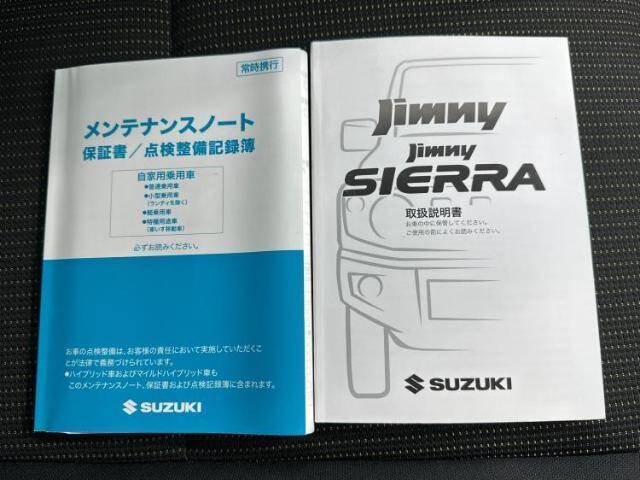 常時携行
メンテナンスノート
保証書/点検整備記録簿
自家用乗用車
●普通乗用車
●小型乗用車
(ランディを除く)
●軽乗用車
●特種用途車
(車いす移動車)
必ずお読みください。
お車の点検整備は、お客様の責任において実施していただくこ
とが法律で義務づけられています。
●ハイブリッド車およびマイルドハイブリッド車も
このメンテナンスノート、保証書および点検記録簿に含まれます。
SUZUKI
Jimny
Jimny
SIERRA
取扱説明書
お車の中に保管してください。
ご使用の前によくお読みください。
SUZUKI